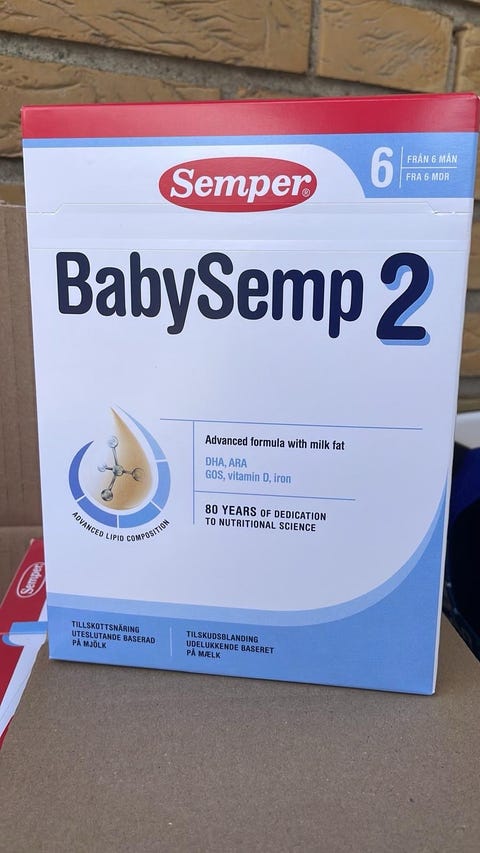 Semper®
6
FRÅN 6 MÅN
FRA 6 MDR
BabySemp 2
Advanced formula with milk fat
DHA, ARA
GOS, vitamin D, iron
80 YEARS OF DEDICATION
TO NUTRITIONAL SCIENCE
ADVANCED LIPID COMPOSITION
TILLSKOTTSNÄRING
UTESLUTANDE BASERAD
PÅ MJÖLK
TILSKUDSBLANDING
UDELUKKENDE BASERET
PÅ MÆLK
Semper